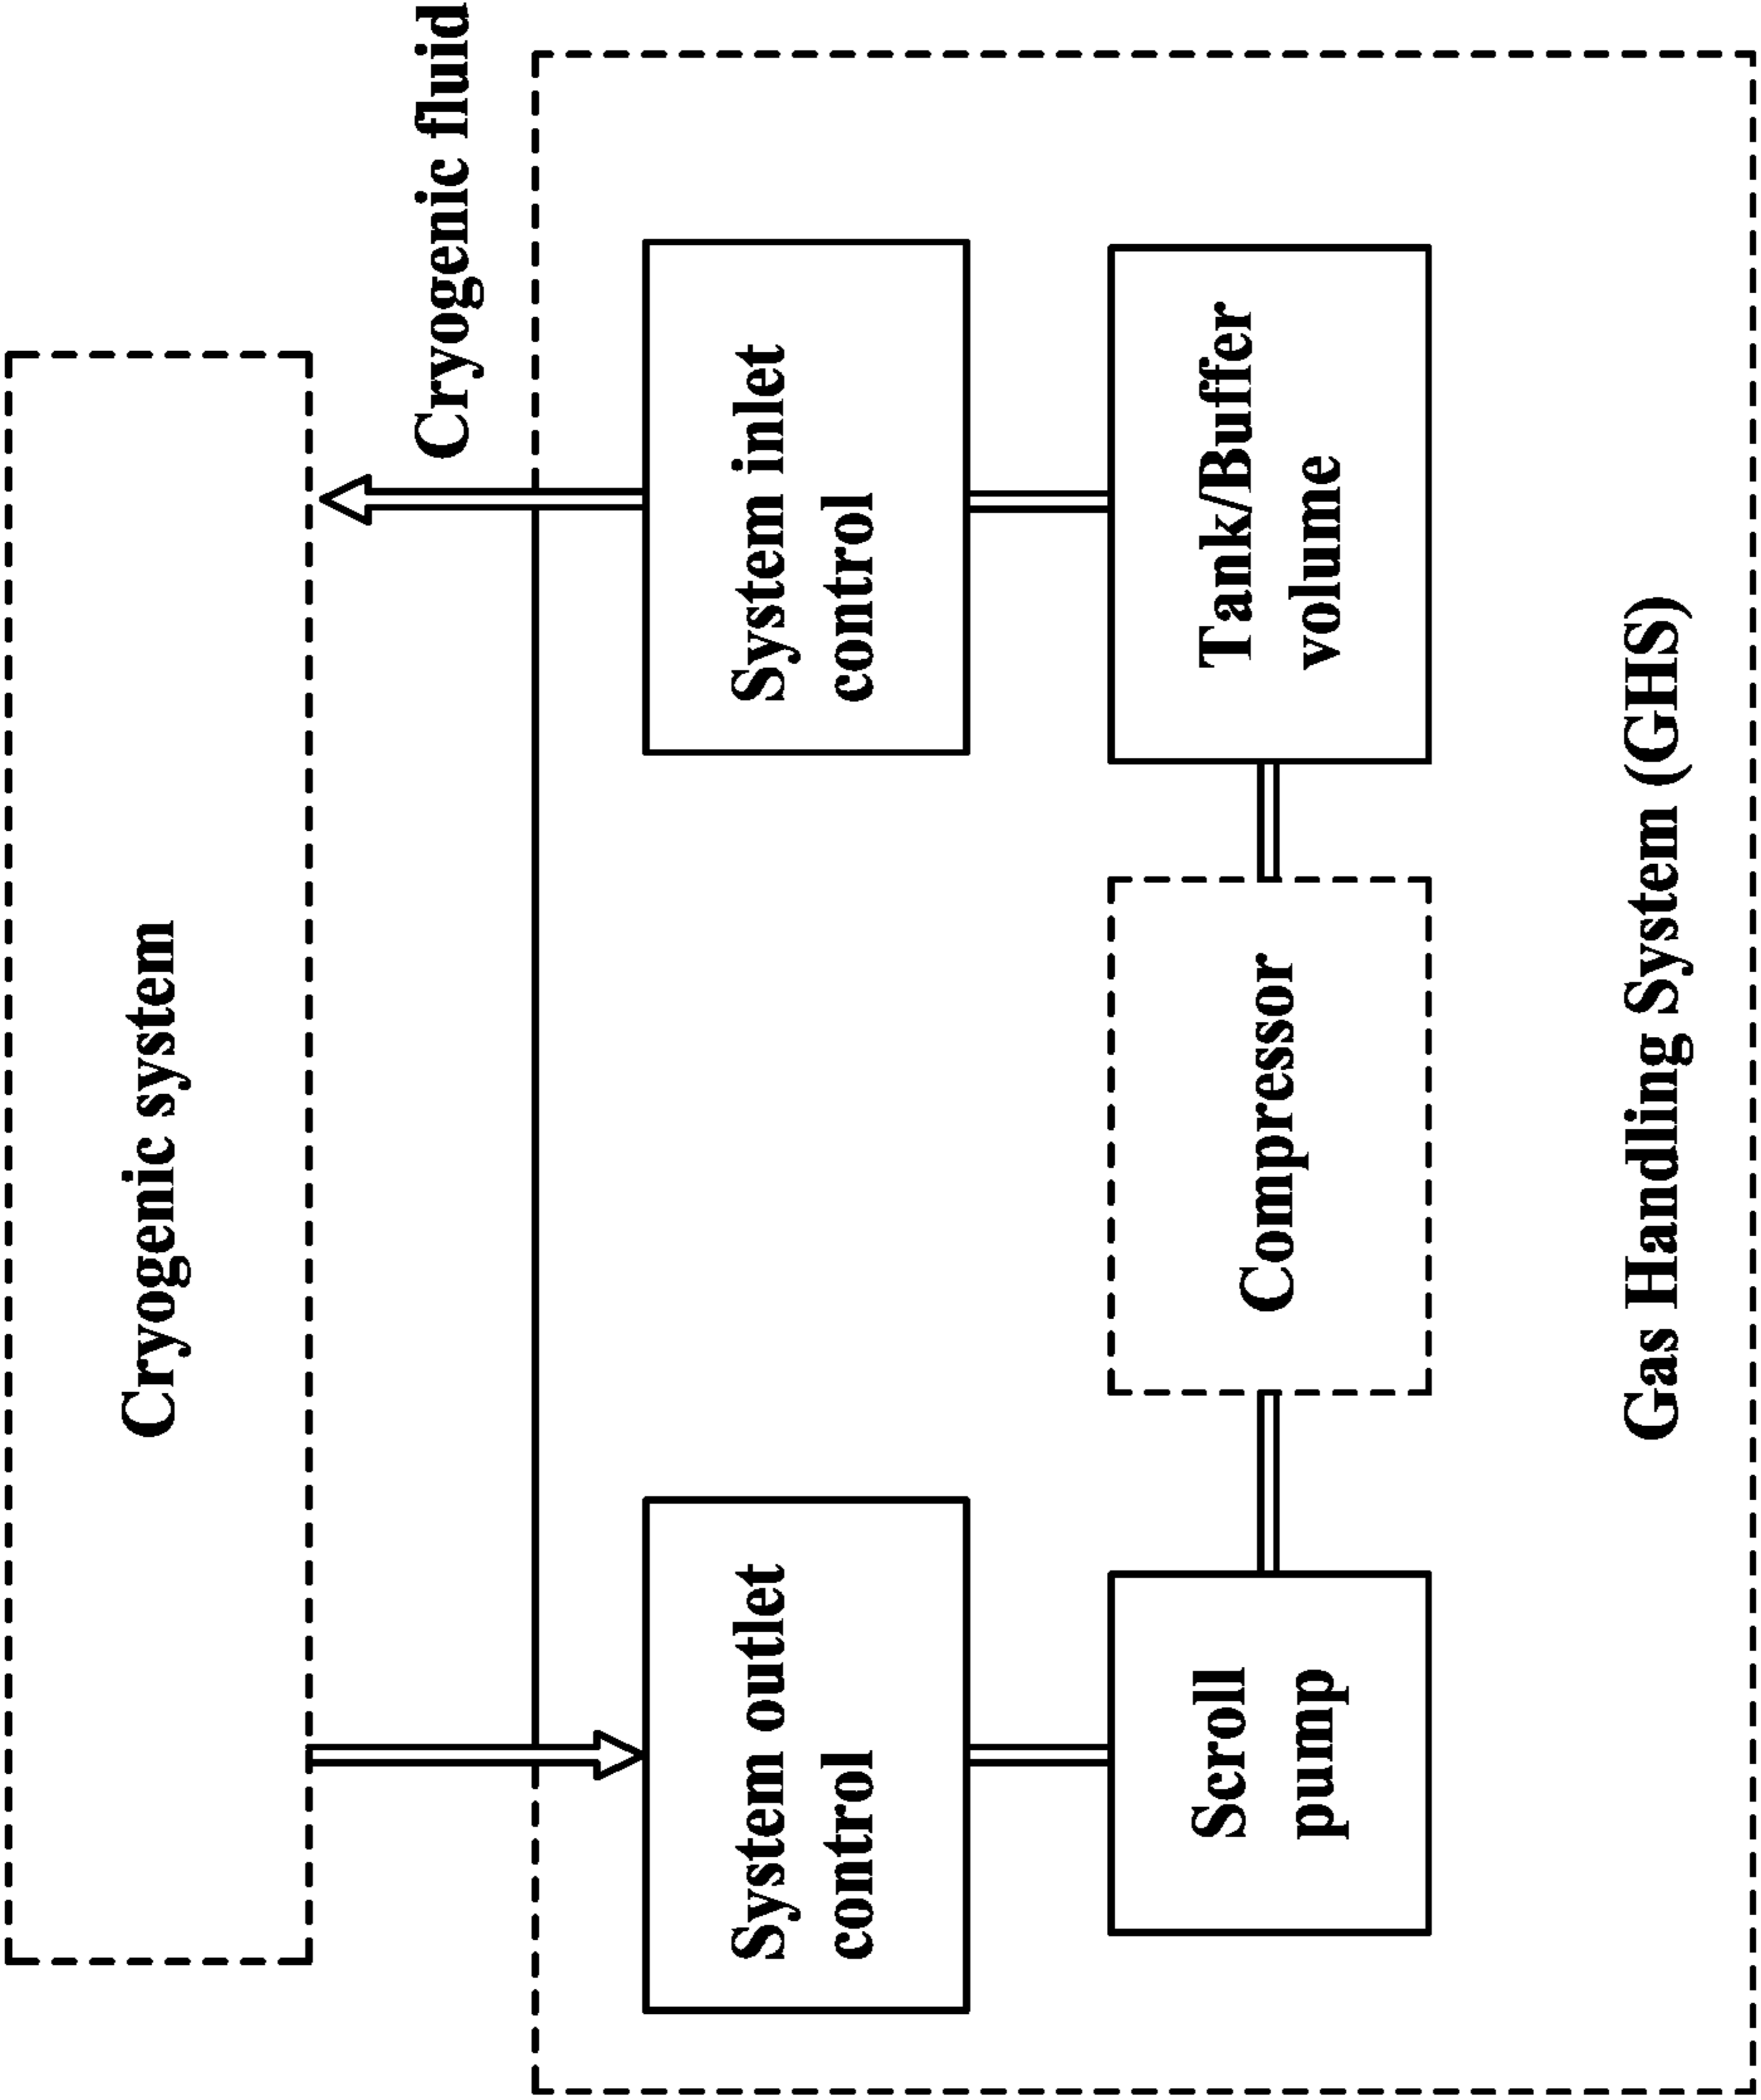 Cryogenic system
Cryogenic fluid
System outlet
control
System inlet
control
Scroll
pump
Compressor
Tank/Buffer
volume
Gas Handling System (GHS)